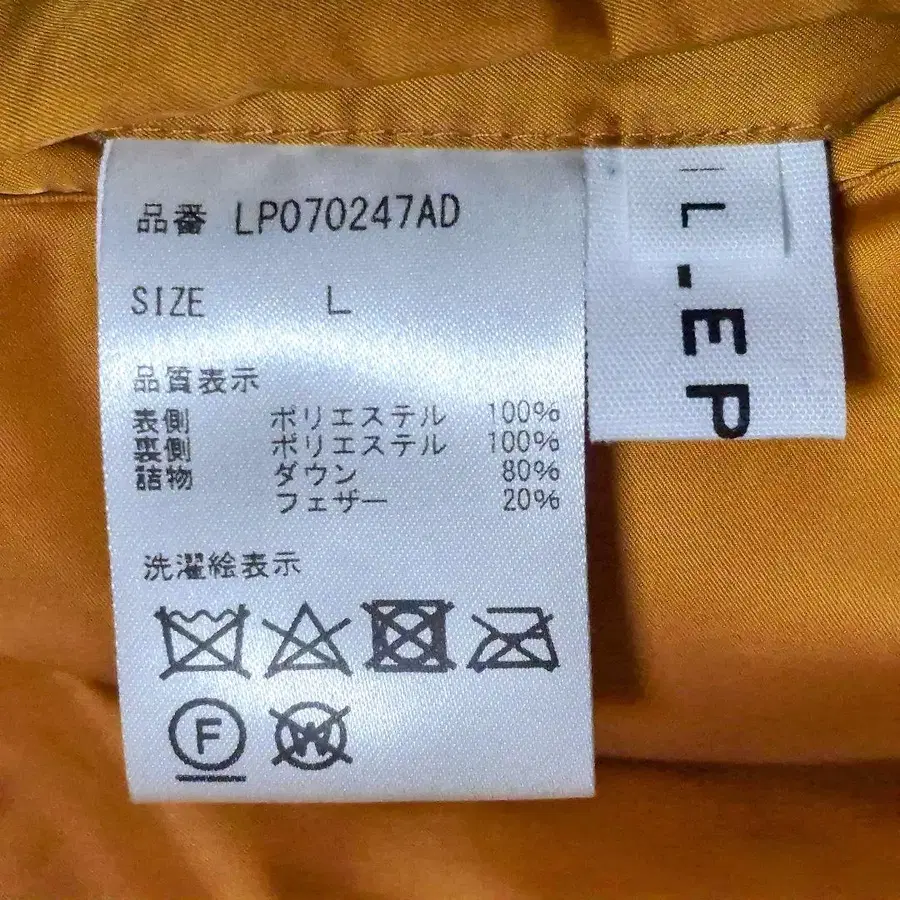 品番 LP070247AD
SIZE L
品質表示
表側 ポリエステル 100%
裏側 ポリエステル 100%
詰物 ダウン 80%
フェザー 20%
洗濯絵表示
F
W
L_EP